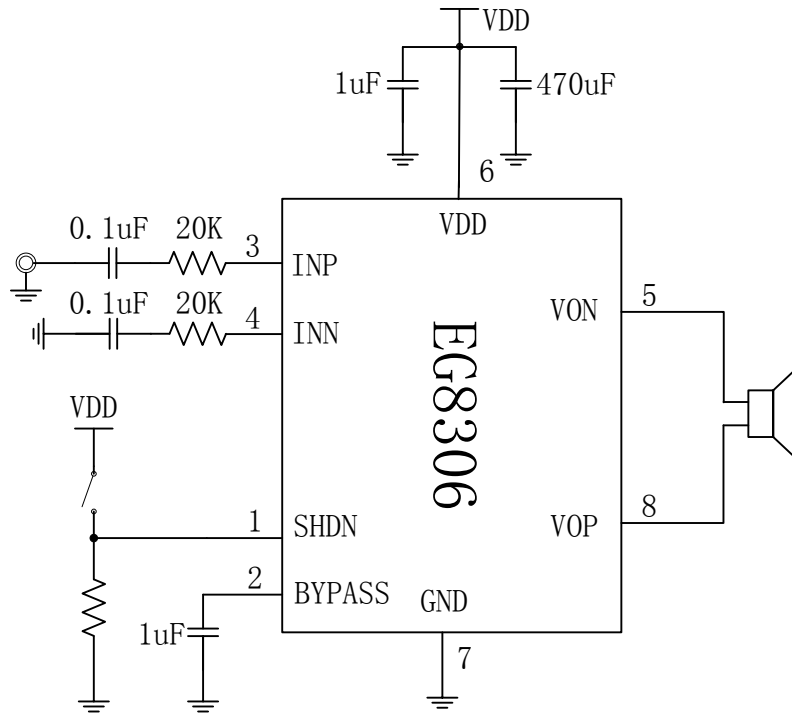 VDD
1uF
470uF
6
VDD
0.1uF
20K
3
INP
0.1uF
20K
4
INN
VON
5
EG8306
VDD
1
SHDN
VOP
8
2
BYPASS
GND
1uF
7